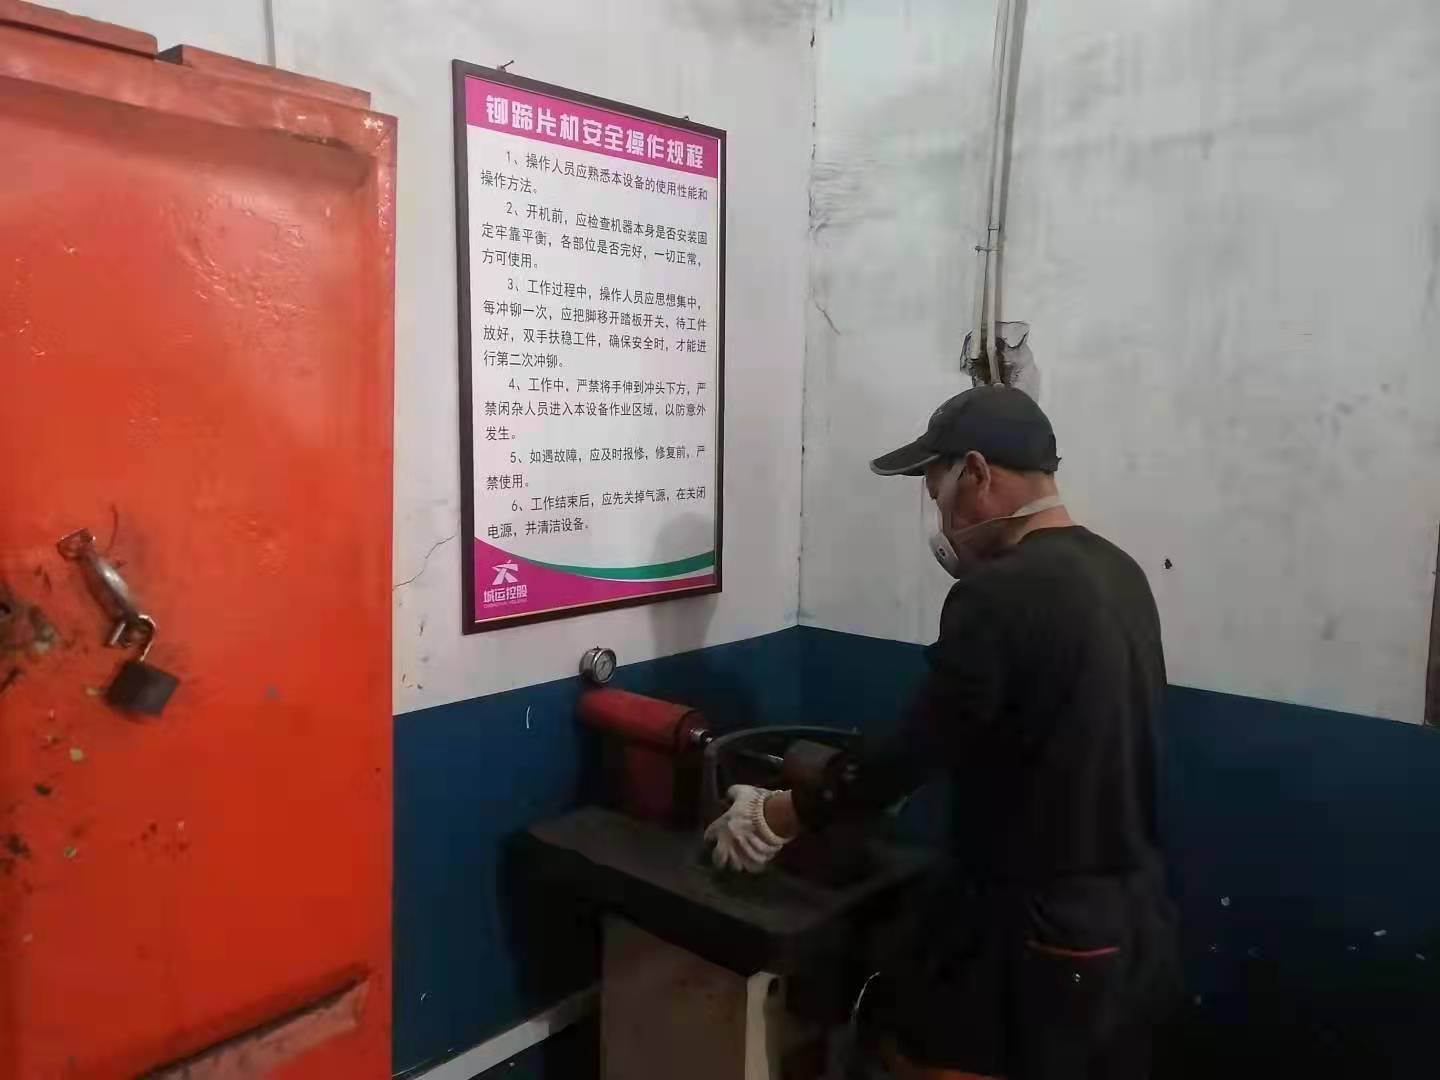 铆蹄片机安全操作规程
1、操作人员应熟悉本设备的使用性能和
操作方法。
2、开机前，应检查机器本身是否安装固
定牢靠平衡，各部位是否完好，一切正常，
方可使用。
3、工作过程中，操作人员应思想集中，
每冲铆一次，应把脚移开踏板开关，待工件
放好，双手扶稳工件，确保安全时，才能进
行第二次冲铆。
4、工作中，严禁将手伸到冲头下方，严
禁闲杂人员进入本设备作业区域，以防意外
发生。
5、如遇故障，应及时报修，修复前，严
禁使用。
6、工作结束后，应先关掉气源，在关闭
电源，并清洁设备。
城运控股